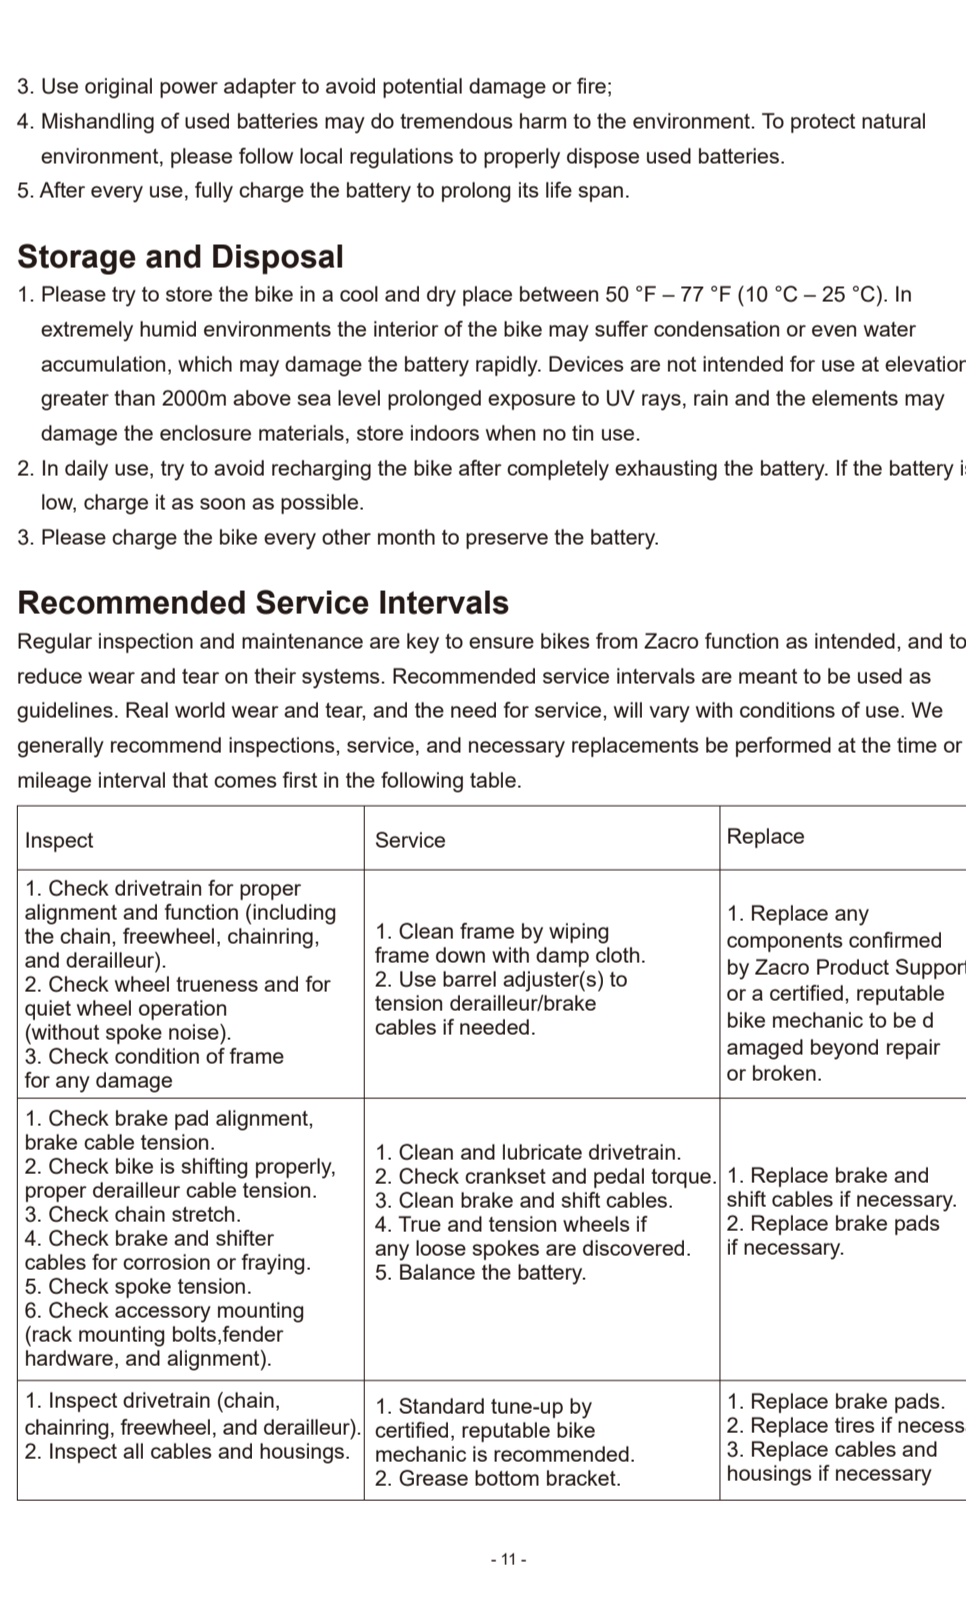 3. Use original power adapter to avoid potential damage or fire;
4. Mishandling of used batteries may do tremendous harm to the environment. To protect natural
environment, please follow local regulations to properly dispose used batteries.
5. After every use, fully charge the battery to prolong its life span.
Storage and Disposal
1. Please try to store the bike in a cool and dry place between 50 °F – 77 °F (10 °C – 25 °C). In
extremely humid environments the interior of the bike may suffer condensation or even water
accumulation, which may damage the battery rapidly. Devices are not intended for use at elevation
greater than 2000m above sea level prolonged exposure to UV rays, rain and the elements may
damage the enclosure materials, store indoors when no tin use.
2. In daily use, try to avoid recharging the bike after completely exhausting the battery. If the battery is
low, charge it as soon as possible.
3. Please charge the bike every other month to preserve the battery.
Recommended Service Intervals
Regular inspection and maintenance are key to ensure bikes from Zacro function as intended, and to
reduce wear and tear on their systems. Recommended service intervals are meant to be used as
guidelines. Real world wear and tear, and the need for service, will vary with conditions of use. We
generally recommend inspections, service, and necessary replacements be performed at the time or
mileage interval that comes first in the following table.
Inspect
Service
Replace
1. Check drivetrain for proper
alignment and function (including
the chain, freewheel, chainring,
and derailleur).
2. Check wheel trueness and for
quiet wheel operation
(without spoke noise).
3. Check condition of frame
for any damage
1. Clean frame by wiping
frame down with damp cloth.
2. Use barrel adjuster(s) to
tension derailleur/brake
cables if needed.
1. Replace any
components confirmed
by Zacro Product Support
or a certified, reputable
bike mechanic to be d
amaged beyond repair
or broken.
1. Check brake pad alignment,
brake cable tension.
2. Check bike is shifting properly,
proper derailleur cable tension.
3. Check chain stretch.
4. Check brake and shifter
cables for corrosion or fraying.
5. Check spoke tension.
6. Check accessory mounting
(rack mounting bolts,fender
hardware, and alignment).
1. Clean and lubricate drivetrain.
2. Check crankset and pedal torque.
3. Clean brake and shift cables.
4. True and tension wheels if
any loose spokes are discovered.
5. Balance the battery.
1. Replace brake and
shift cables if necessary.
2. Replace brake pads
if necessary.
1. Inspect drivetrain (chain,
chainring, freewheel, and derailleur).
2. Inspect all cables and housings.
1. Standard tune-up by
certified, reputable bike
mechanic is recommended.
2. Grease bottom bracket.
1. Replace brake pads.
2. Replace tires if necess
3. Replace cables and
housings if necessary
- 11 -